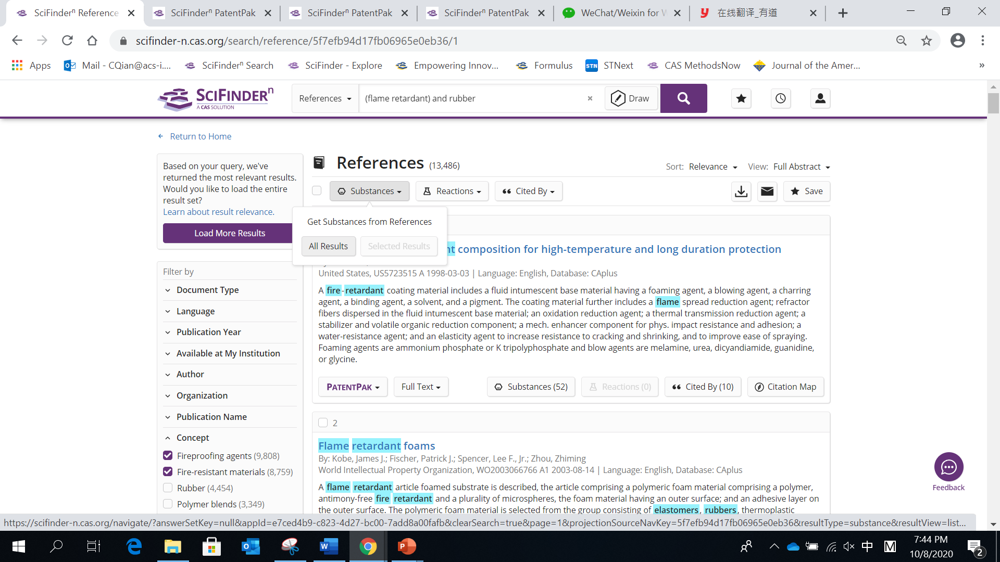 SciFinderⁿ Reference
SciFinderⁿ PatentPak
SciFinderⁿ PatentPak
SciFinderⁿ PatentPak
WeChat/Weixin for W
在线翻译_有道
scifinder-n.cas.org/search/reference/5f7efb94d17fb06965e0eb36/1
Apps
Mail - CQian@acs-i....
SciFinderⁿ Search
SciFinder - Explore
Empowering Innov...
Formulus
STN
STNext
CAS MethodsNow
Journal of the Amer...
»
SCIFINDERⁿ
A CAS SOLUTION
References
(flame retardant) and rubber
Draw
Return to Home
Based on your query, we've
returned the most relevant results.
Would you like to load the entire
result set?
Learn about result relevance.
Load More Results
References (13,486)
Sort: Relevance
View: Full Abstract
Substances
Reactions
Cited By
Save
Get Substances from References
All Results
Selected Results
nt composition for high-temperature and long duration protection
United States, US5723515 A 1998-03-03 | Language: English, Database: CAplus
A fire-retardant coating material includes a fluid intumescent base material having a foaming agent, a blowing agent, a charring
agent, a binding agent, a solvent, and a pigment. The coating material further includes a flame spread reduction agent; refractor
fibers dispersed in the fluid intumescent base material; an oxidation reduction agent; a thermal transmission reduction agent; a
stabilizer and volatile organic reduction component; a mech. enhancer component for phys. impact resistance and adhesion; a
water-resistance agent; and an elasticity agent to increase resistance to cracking and shrinking, and to improve ease of spraying.
Foaming agents are ammonium phosphate or K tripolyphosphate and blow agents are melamine, urea, dicyandiamide, guanidine,
or glycine.
PATENTPAK
Full Text
Substances (52)
Reactions (0)
Cited By (10)
Citation Map
Filter by
Document Type
Language
Publication Year
Available at My Institution
Author
Organization
Publication Name
Concept
Fireproofing agents (9,808)
Fire-resistant materials (8,759)
Rubber (4,454)
Polymer blends (3,349)
2
Flame retardant foams
By: Kobe, James J.; Fischer, Patrick J.; Spencer, Lee F., Jr.; Zhou, Zhiming
World Intellectual Property Organization, WO2003066766 A1 2003-08-14 | Language: English, Database: CAplus
A flame retardant article foamed substrate is described, the article comprising a polymeric foam material comprising a polymer,
antimony-free fire retardant and a plurality of microspheres, the foam material having an outer surface; and an adhesive layer on
the outer surface. The polymeric foam material is selected from the group consisting of elastomers, rubbers, thermoplastic
Feedback
https://scifinder-n.cas.org/navigate/?answerSetKey=null&appId=e7ced4b9-c823-4d27-bc00-7add8a00fafb&clearSearch=true&page=1&projectionSourceNavKey=5f7efb94d17fb06965e0eb36&resultType=substance&resultView=list...
中
M
7:44 PM
10/8/2020
2